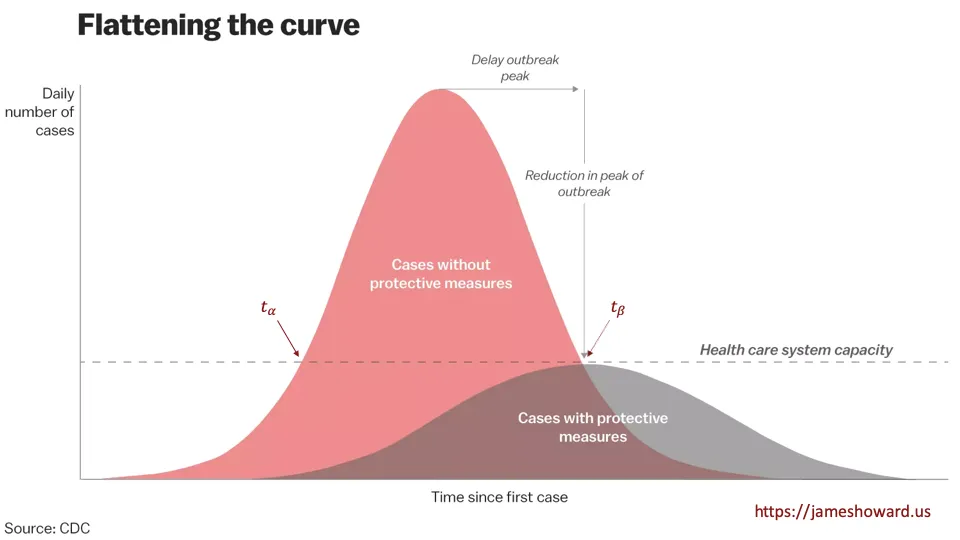 Flattening the curve
Delay outbreak
peak
Daily
number of
cases
Reduction in peak of
outbreak
Cases without
protective measures
tα
tβ
Health care system capacity
Cases with protective
measures
Time since first case
https://jameshoward.us
Source: CDC